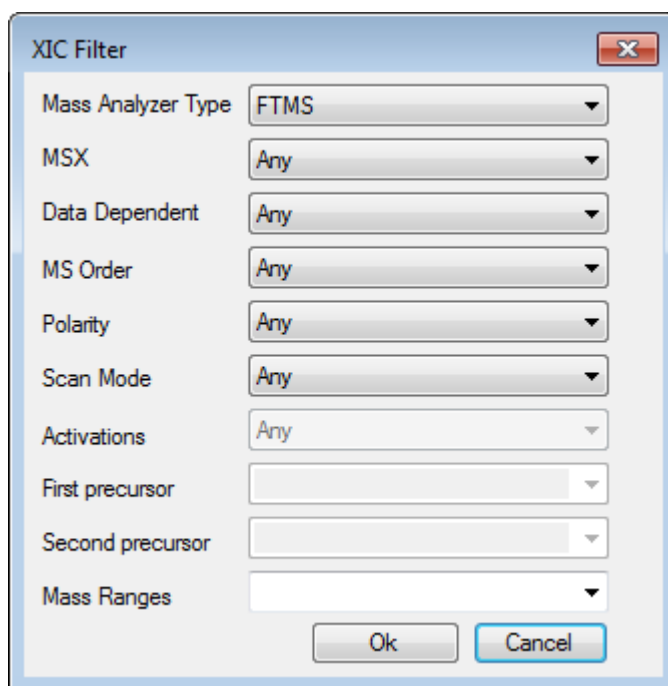 XIC Filter
Mass Analyzer Type FTMS
MSX Any
Data Dependent Any
MS Order Any
Polarity Any
Scan Mode Any
Activations Any
First precursor
Second precursor
Mass Ranges
Ok Cancel